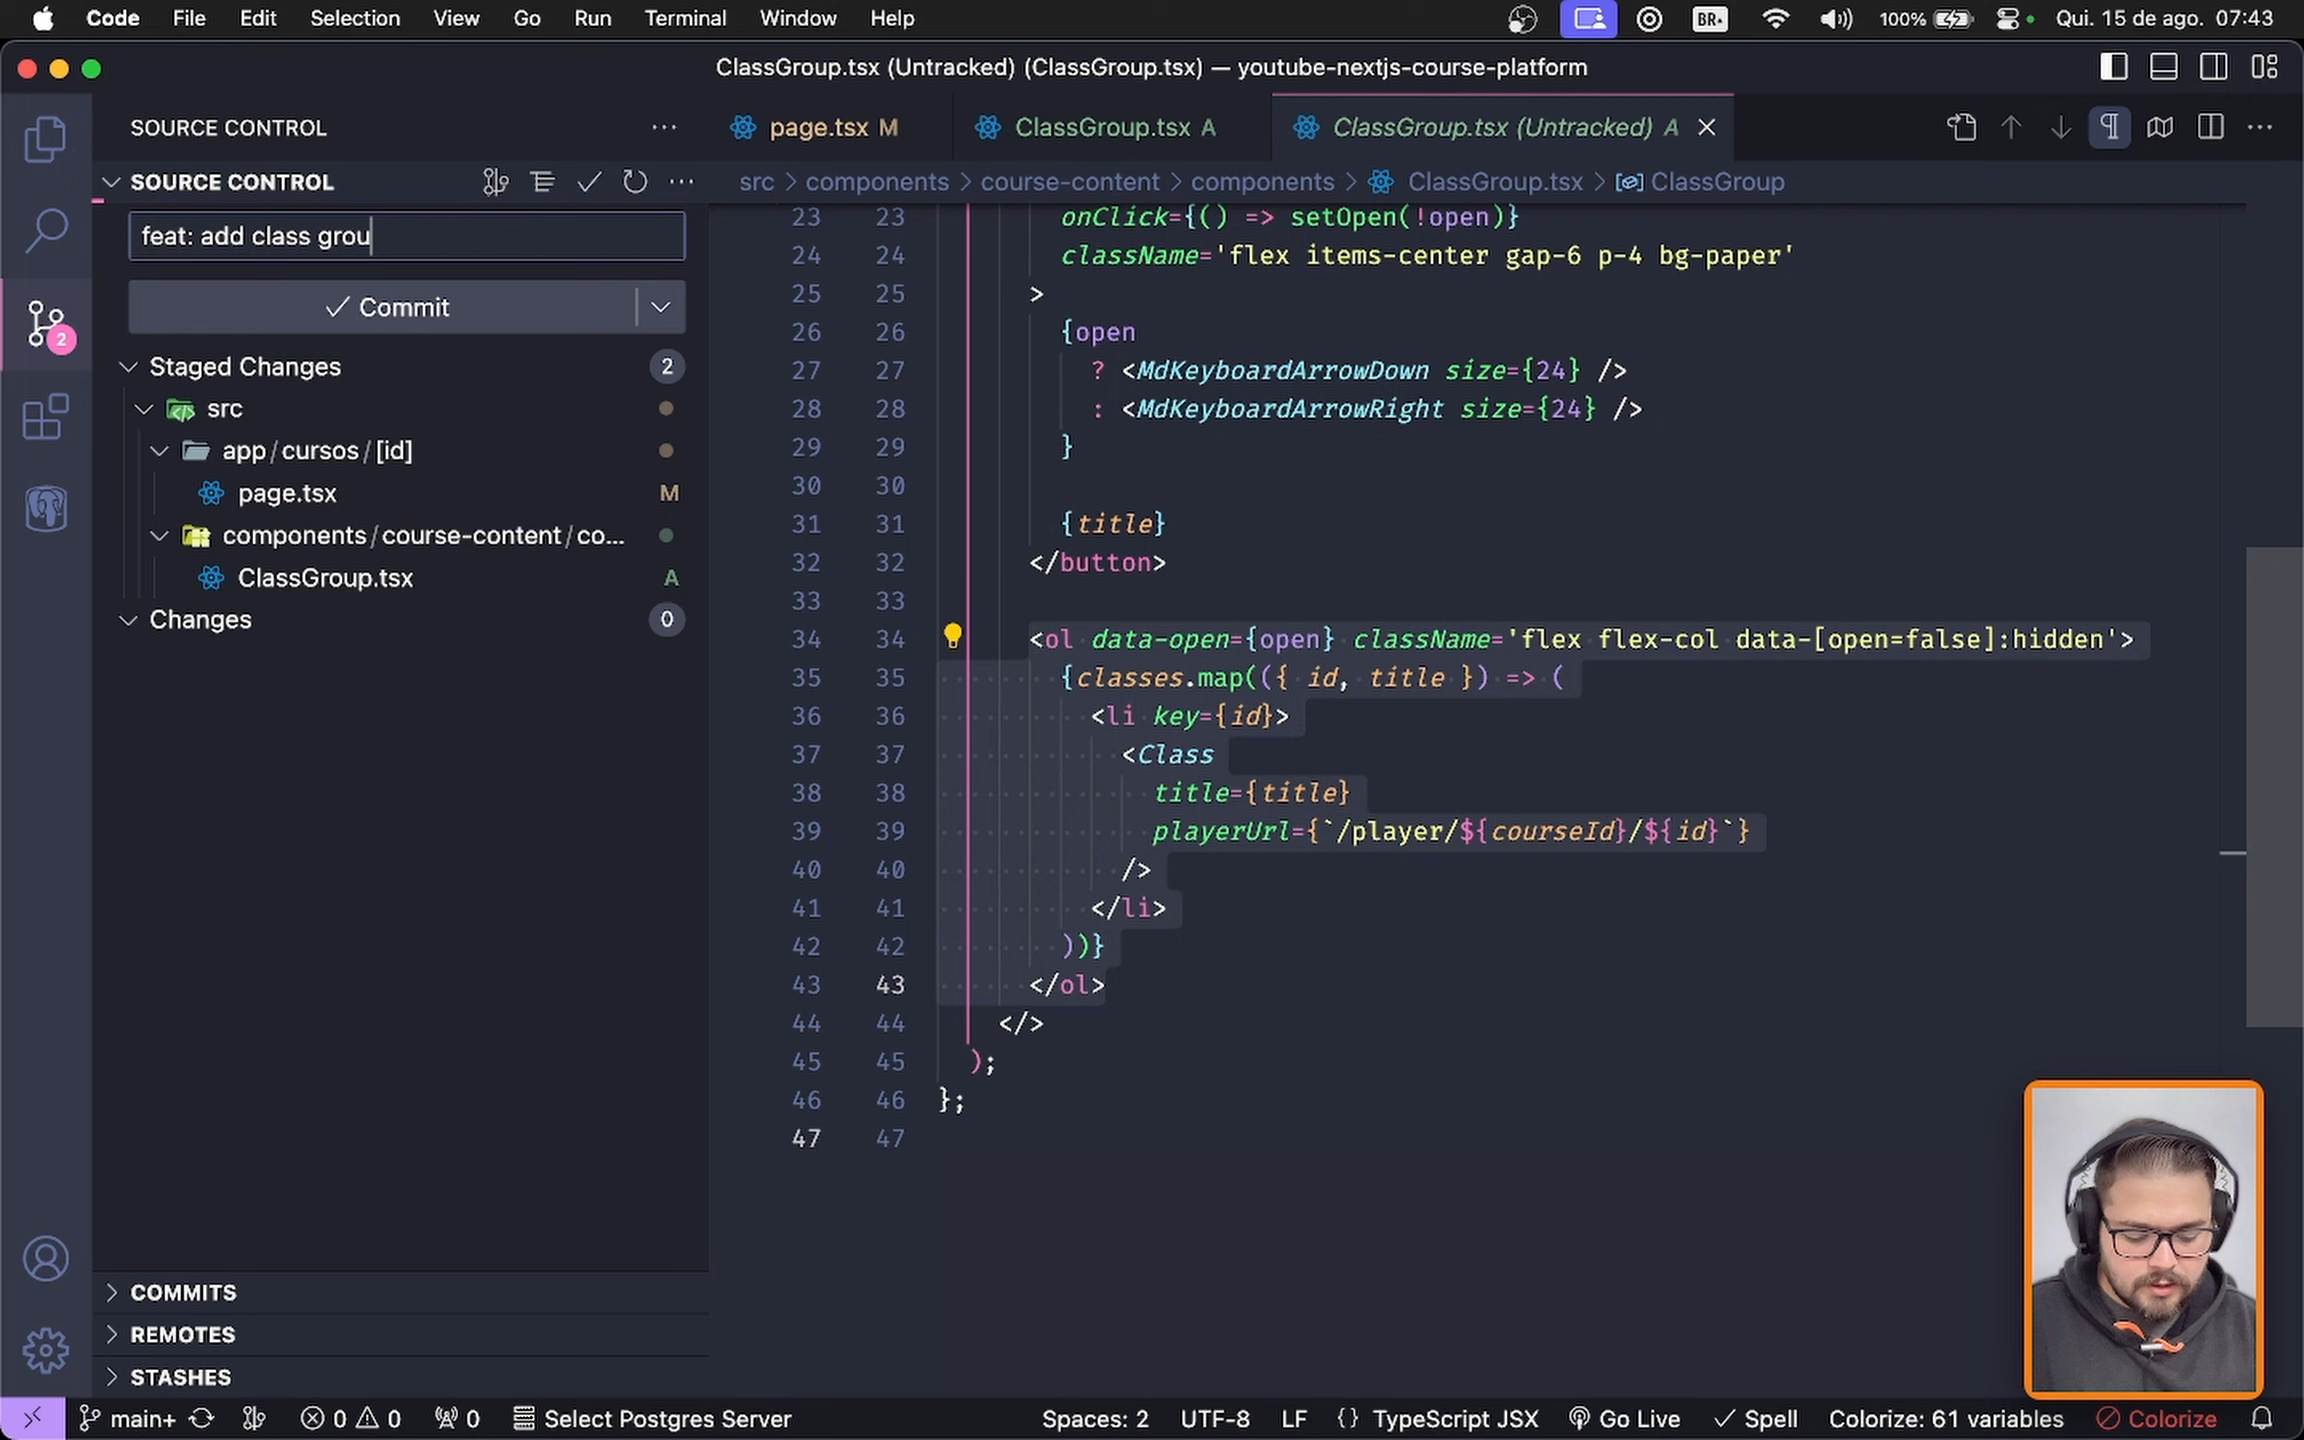 Code File Edit Selection View Go Run Terminal Window Help BR 100% Qui. 15 de ago. 07:43
ClassGroup.tsx (Untracked) (ClassGroup.tsx) — youtube-nextjs-course-platform
SOURCE CONTROL
page.tsx M
ClassGroup.tsx A
ClassGroup.tsx (Untracked) A
SOURCE CONTROL
src > components > course-content > components > ClassGroup.tsx > ClassGroup
feat: add class grou
Commit
Staged Changes 2
src
app/cursos/[id]
page.tsx M
components/course-content/co...
ClassGroup.tsx A
Changes 0
23 23 onClick={() => setOpen(!open)}
24 24 className='flex items-center gap-6 p-4 bg-paper'
25 25 >
26 26 {open
27 27 ? <MdKeyboardArrowDown size={24} />
28 28 : <MdKeyboardArrowRight size={24} />
29 29 }
30 30
31 31 {title}
32 32 </button>
33 33
34 34 <ol data-open={open} className='flex flex-col data-[open=false]:hidden'>
35 35 {classes.map(({ id, title }) => (
36 36 <li key={id}>
37 37 <Class
38 38 title={title}
39 39 playerUrl={`/player/${courseId}/${id}`}
40 40 />
41 41 </li>
42 42 ))}
43 43 </ol>
44 44 </>
45 45 );
46 46 };
47 47
COMMITS
REMOTES
STASHES
2
main+ 0 0 0 Select Postgres Server Spaces: 2 UTF-8 LF {} TypeScript JSX Go Live Spell Colorize: 61 variables Colorize